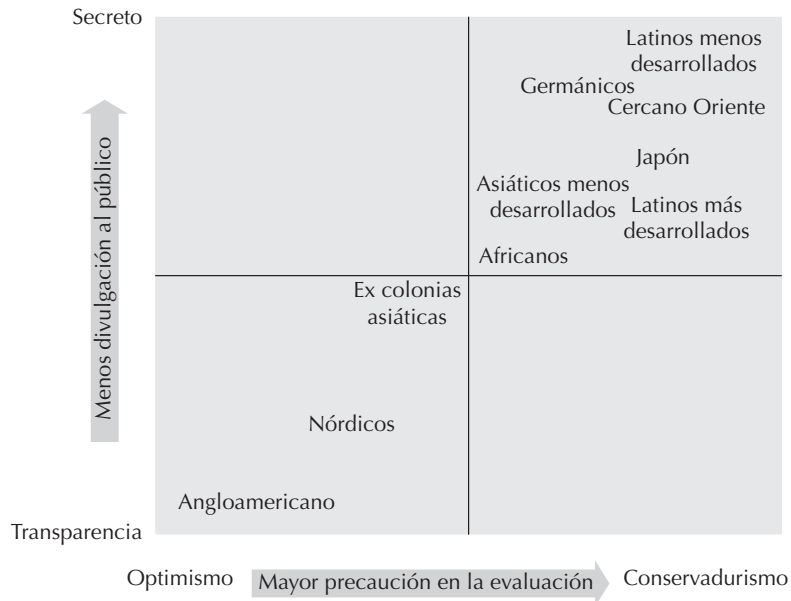 Secreto
Latinos menos
desarrollados
Germánicos
Cercano Oriente
Japón
Asiáticos menos
desarrollados
Latinos más
desarrollados
Africanos
Menos divulgación al público
Ex colonias
asiáticas
Nórdicos
Angloamericano
Transparencia
Optimismo
Mayor precaución en la evaluación
Conservadurismo